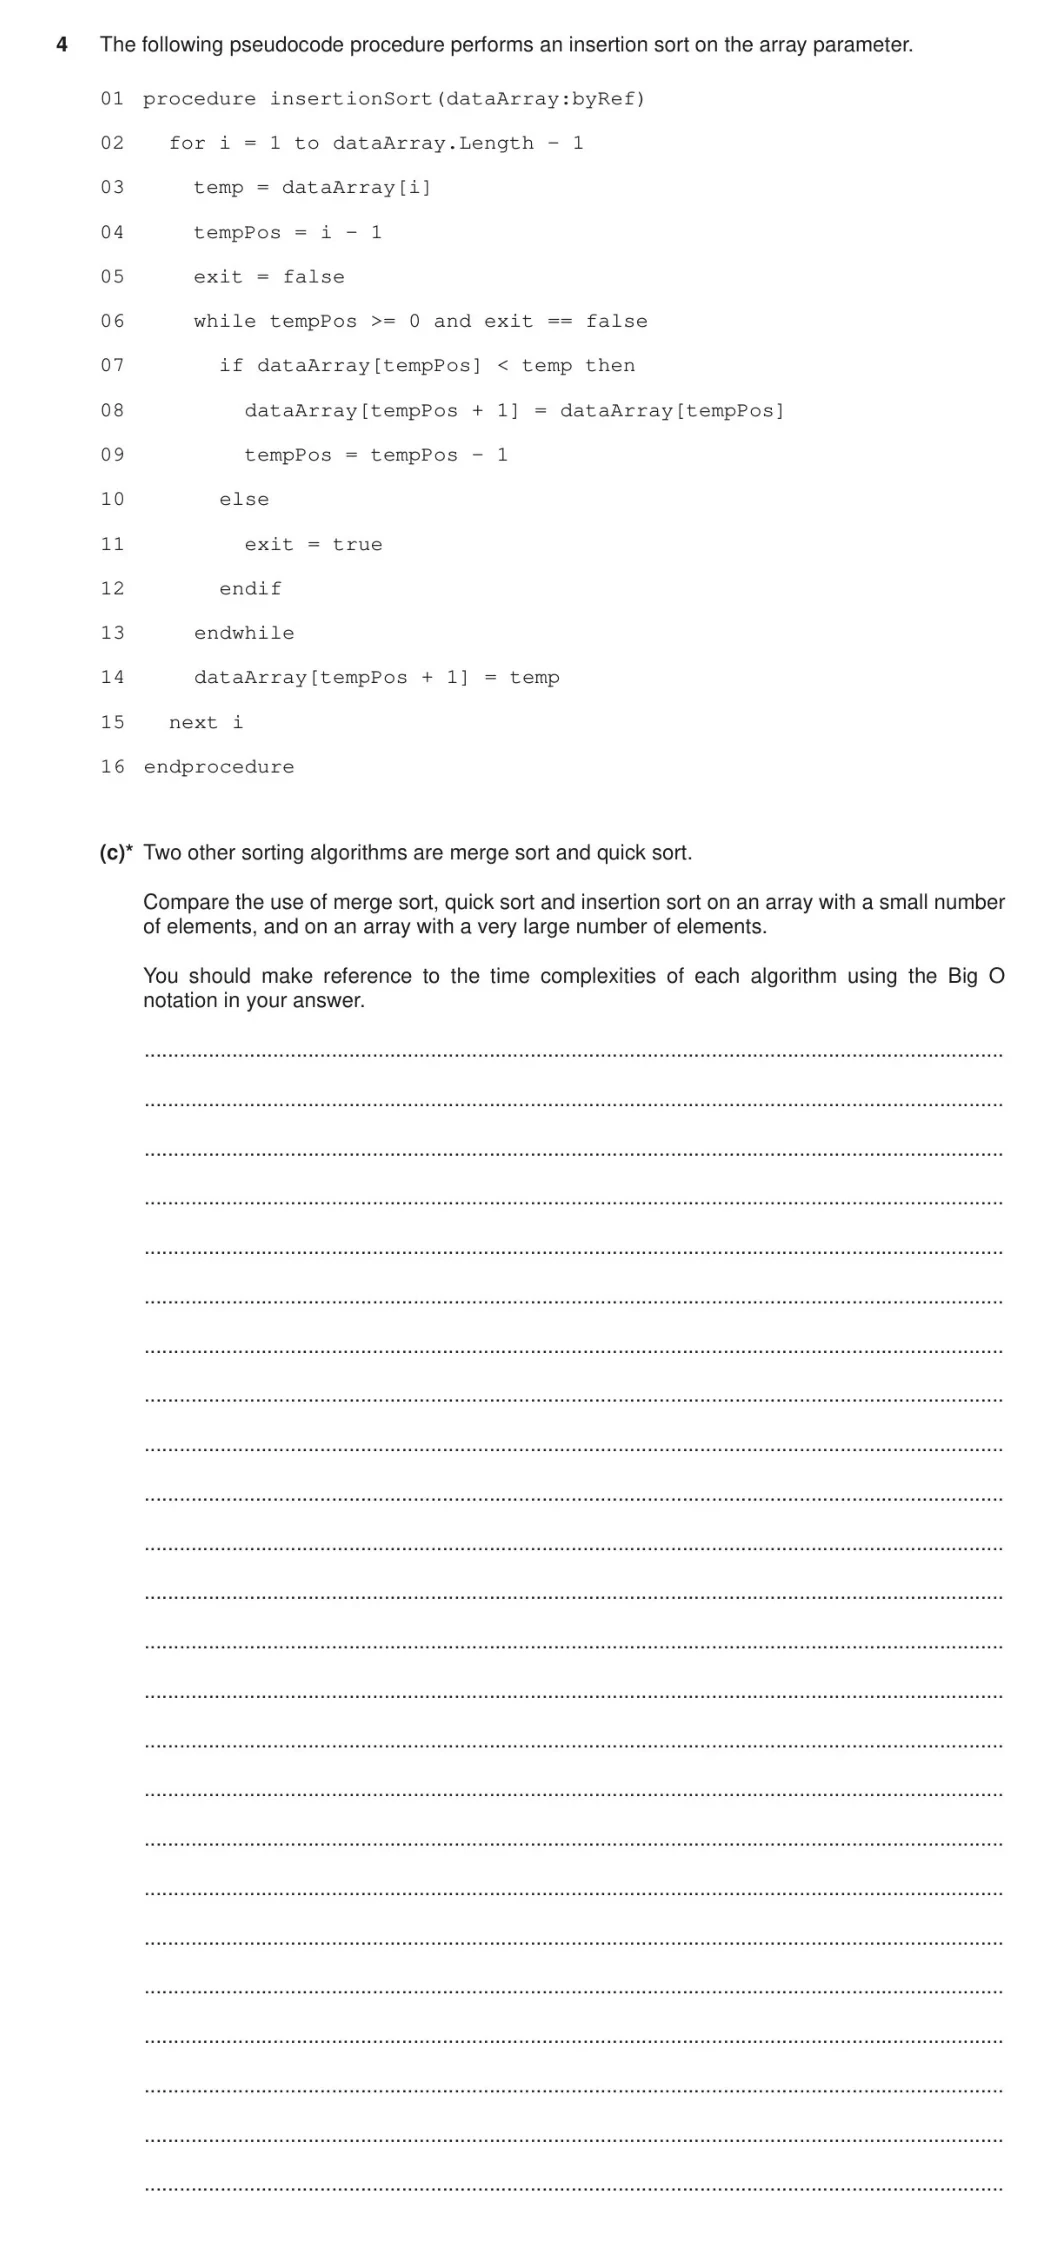 4 The following pseudocode procedure performs an insertion sort on the array parameter.
01 procedure insertionSort(dataArray:byRef)
02 for i = 1 to dataArray.Length - 1
03 temp = dataArray[i]
04 tempPos = i - 1
05 exit = false
06 while tempPos >= 0 and exit == false
07 if dataArray[tempPos] < temp then
08 dataArray[tempPos + 1] = dataArray[tempPos]
09 tempPos = tempPos - 1
10 else
11 exit = true
12 endif
13 endwhile
14 dataArray[tempPos + 1] = temp
15 next i
16 endprocedure
(c)* Two other sorting algorithms are merge sort and quick sort.
Compare the use of merge sort, quick sort and insertion sort on an array with a small number
of elements, and on an array with a very large number of elements.
You should make reference to the time complexities of each algorithm using the Big O
notation in your answer.